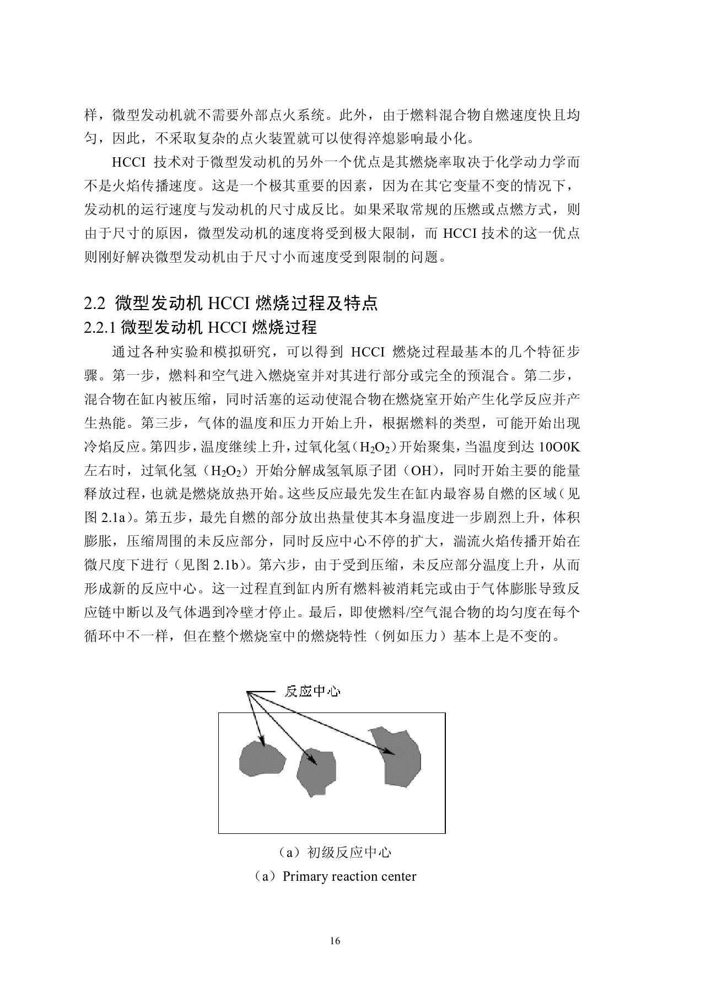 样，微型发动机就不需要外部点火系统。此外，由于燃料混合物自燃速度快且均
匀，因此，不采取复杂的点火装置就可以使得淬熄影响最小化。
HCCI 技术对于微型发动机的另外一个优点是其燃烧率取决于化学动力学而
不是火焰传播速度。这是一个极其重要的因素，因为在其它变量不变的情况下，
发动机的运行速度与发动机的尺寸成反比。如果采取常规的压燃或点燃方式，则
由于尺寸的原因，微型发动机的速度将受到极大限制，而 HCCI 技术的这一优点
则刚好解决微型发动机由于尺寸小而速度受到限制的问题。
2.2 微型发动机 HCCI 燃烧过程及特点
2.2.1 微型发动机 HCCI 燃烧过程
通过各种实验和模拟研究，可以得到 HCCI 燃烧过程最基本的几个特征步
骤。第一步，燃料和空气进入燃烧室并对其进行部分或完全的预混合。第二步，
混合物在缸内被压缩，同时活塞的运动使混合物在燃烧室开始产生化学反应并产
生热能。第三步，气体的温度和压力开始上升，根据燃料的类型，可能开始出现
冷焰反应。第四步，温度继续上升，过氧化氢（H₂O₂）开始聚集，当温度到达 10O0K
左右时，过氧化氢（H₂O₂）开始分解成氢氧原子团（OH），同时开始主要的能量
释放过程，也就是燃烧放热开始。这些反应最先发生在缸内最容易自燃的区域（见
图 2.1a）。第五步，最先自燃的部分放出热量使其本身温度进一步剧烈上升，体积
膨胀，压缩周围的未反应部分，同时反应中心不停的扩大，湍流火焰传播开始在
微尺度下进行（见图 2.1b）。第六步，由于受到压缩，未反应部分温度上升，从而
形成新的反应中心。这一过程直到缸内所有燃料被消耗完或由于气体膨胀导致反
应链中断以及气体遇到冷壁才停止。最后，即使燃料/空气混合物的均匀度在每个
循环中不一样，但在整个燃烧室中的燃烧特性（例如压力）基本上是不变的。
反应中心
（a）初级反应中心
（a）Primary reaction center
16